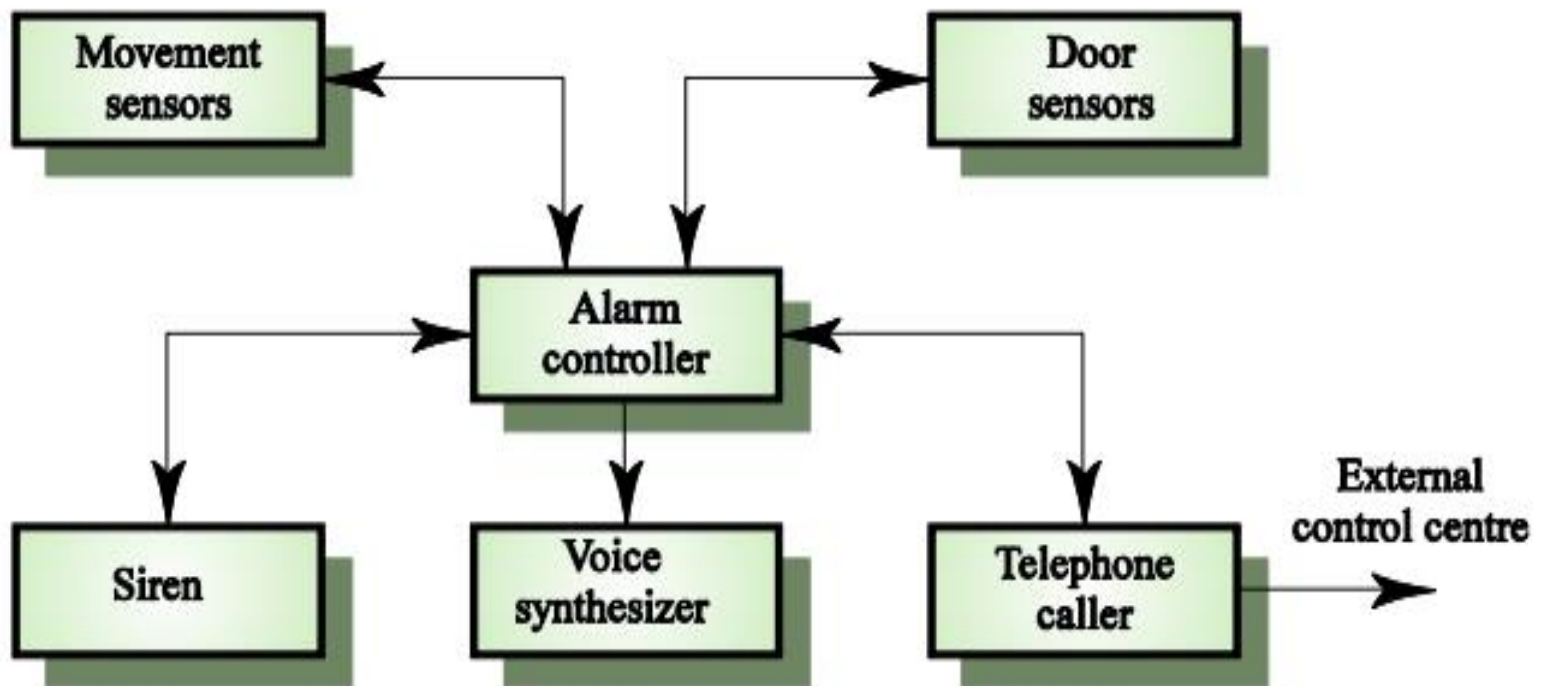 Movement
sensors
Door
sensors
Alarm
controller
Siren
Voice
synthesizer
Telephone
caller
External
control centre